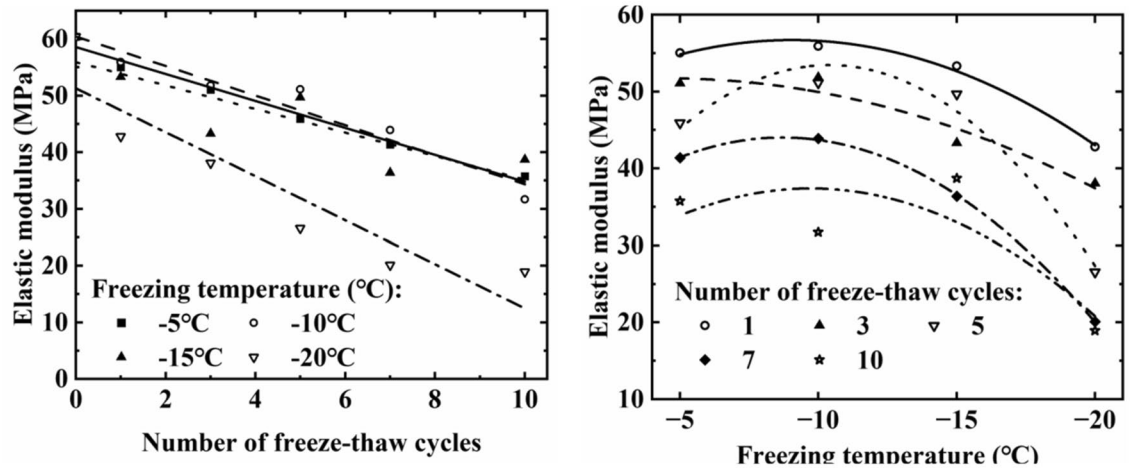 Elastic modulus (MPa)
60
50
40
30
20
10
0
Freezing temperature (°C):
-5°C -10°C
-15°C -20°C
0 2 4 6 8 10
Number of freeze-thaw cycles
Elastic modulus (MPa)
60
50
40
30
20
10
Number of freeze-thaw cycles:
1 3 5
7 10
−5 −10 −15 −20
Freezing temperature (°C)